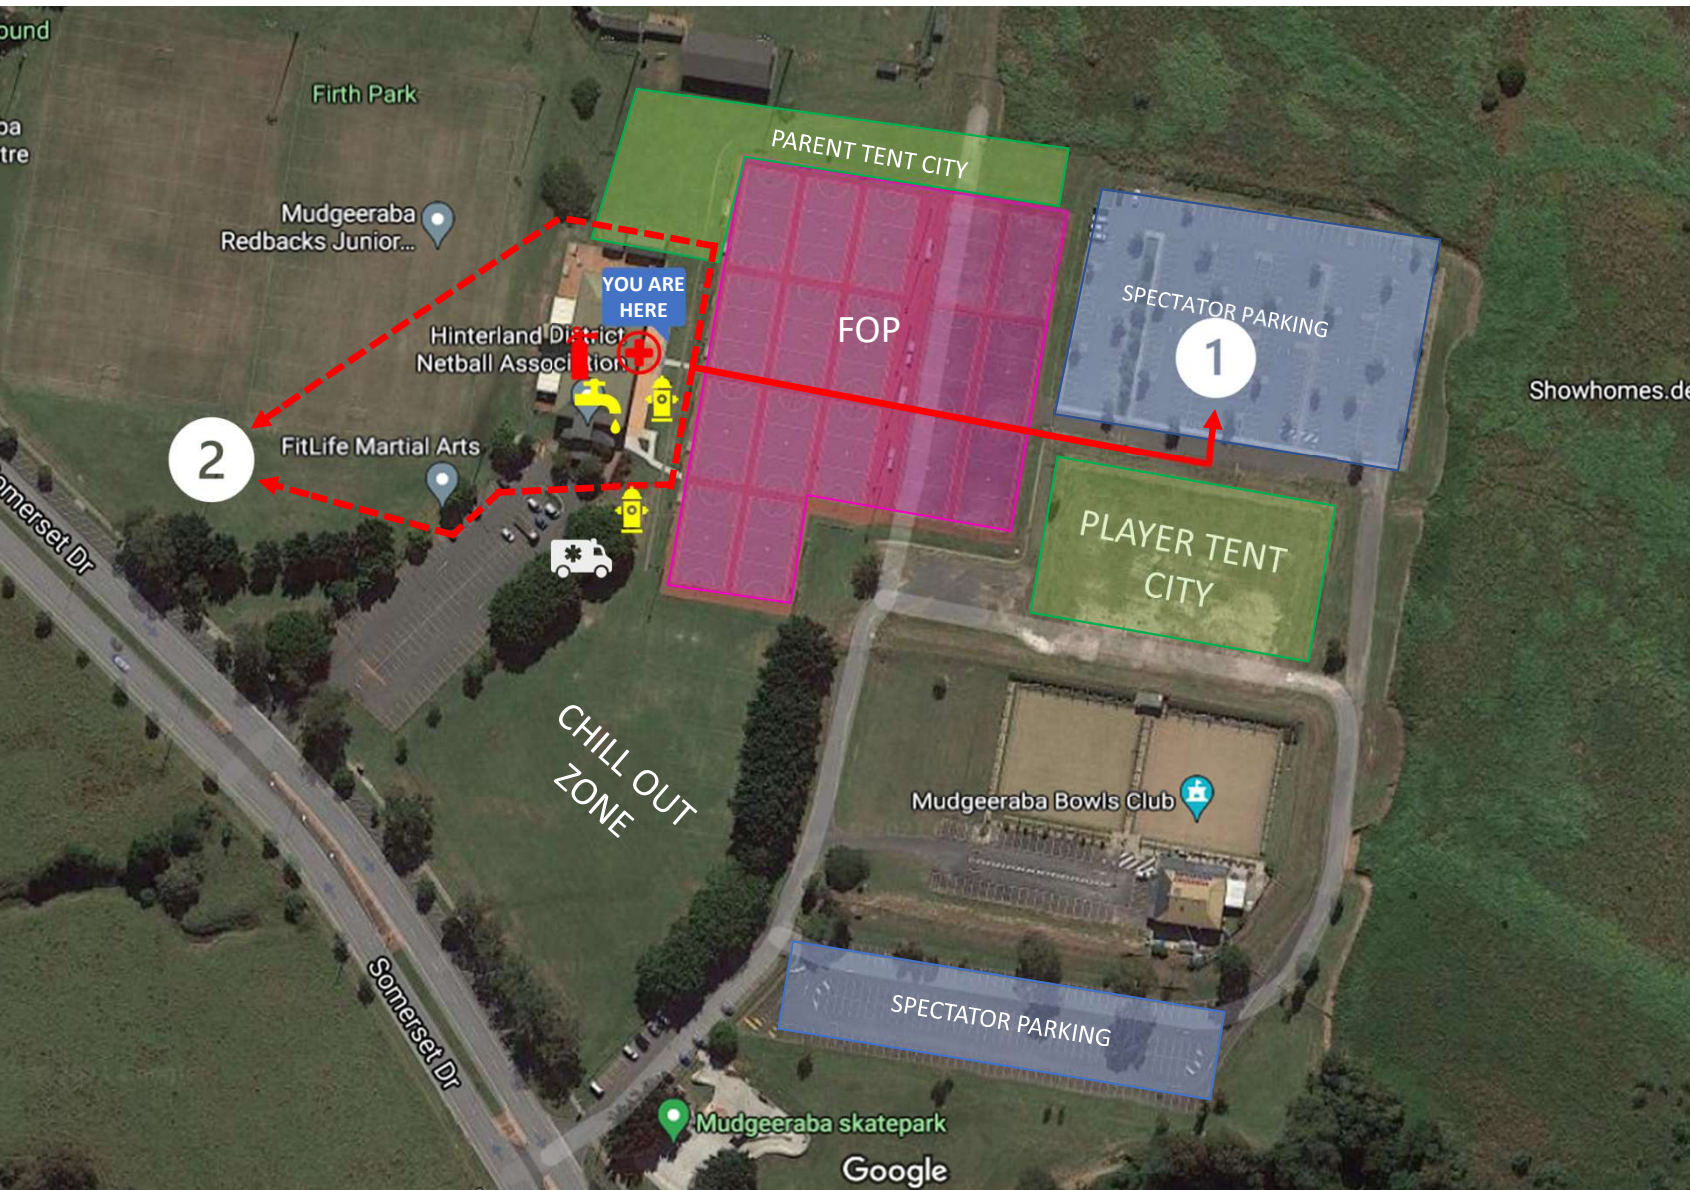 ound
Firth Park
pa
tre
PARENT TENT CITY
Mudgeeraba
Redbacks Junior...
YOU ARE
HERE
SPECTATOR PARKING
FOP
Hinterland District
Netball Association
1
Showhomes.de
2
FitLife Martial Arts
omerset Dr
PLAYER TENT
CITY
CHILL OUT
ZONE
Mudgeeraba Bowls Club
Somerset Dr
SPECTATOR PARKING
Mudgeeraba skatepark
Google